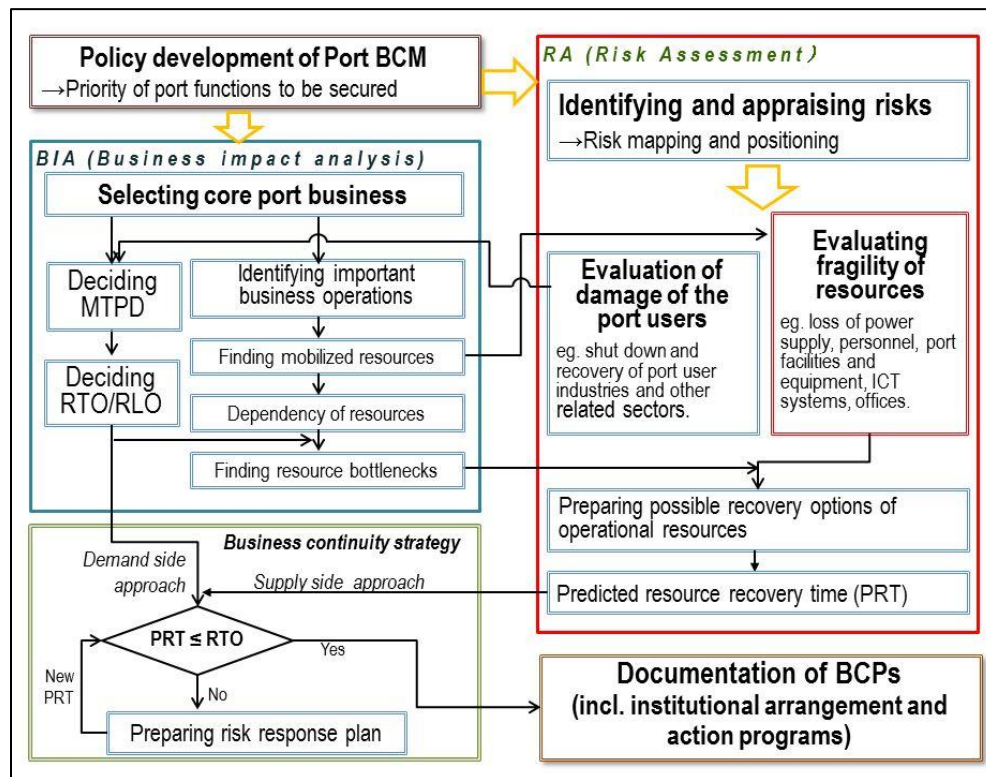 Policy development of Port BCM
→Priority of port functions to be secured
RA (Risk Assessment)
Identifying and appraising risks
→Risk mapping and positioning
BIA (Business impact analysis)
Selecting core port business
Deciding
MTPD
Deciding
RTO/RLO
Identifying important
business operations
Finding mobilized resources
Dependency of resources
Finding resource bottlenecks
Evaluation of
damage of the
port users
eg. shut down and
recovery of port user
industries and other
related sectors.
Evaluating
fragility of
resources
eg. loss of power
supply, personnel, port
facilities and
equipment, ICT
systems, offices.
Preparing possible recovery options of
operational resources
Predicted resource recovery time (PRT)
Business continuity strategy
Demand side
approach
Supply side approach
PRT ≤ RTO
Yes
No
New
PRT
Preparing risk response plan
Documentation of BCPs
(incl. institutional arrangement and
action programs)